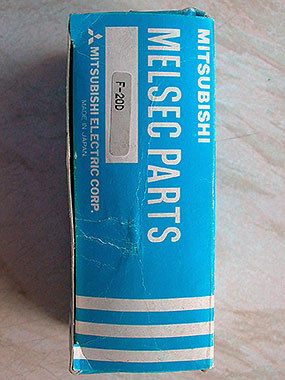 MITSUBISHI
MELSEC PARTS
F-20D
MITSUBISHI ELECTRIC CORP.
MADE IN JAPAN